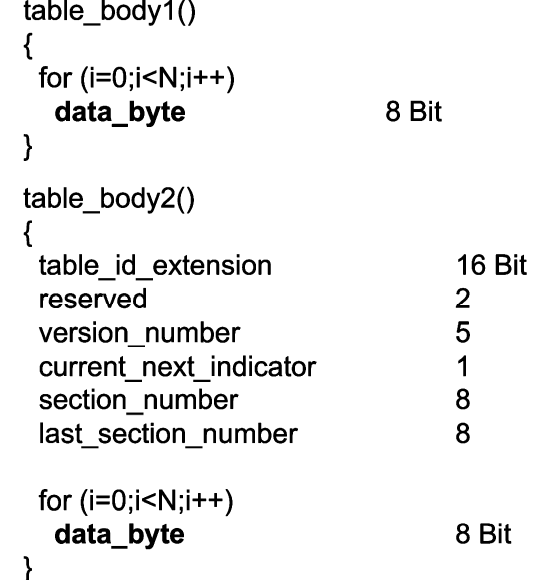 table_body1()
{
for (i=0;i<N;i++)
data_byte 8 Bit
}
table_body2()
{
table_id_extension 16 Bit
reserved 2
version_number 5
current_next_indicator 1
section_number 8
last_section_number 8
for (i=0;i<N;i++)
data_byte 8 Bit
}